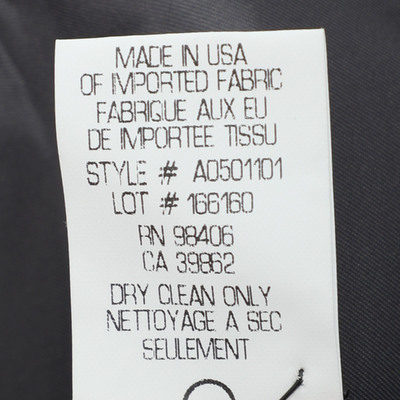 MADE IN USA
OF IMPORTED FABRIC
FABRIQUE AUX EU
DE IMPORTEE TISSU
STYLE # A0501101
LOT # 166160
RN 98406
CA 39862
DRY CLEAN ONLY
NETTOYAGE A SEC
SEULEMENT